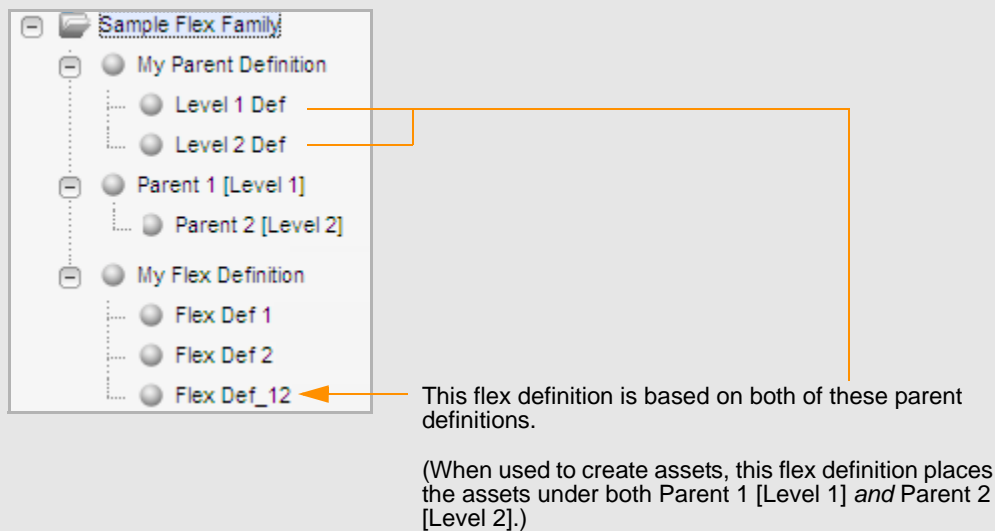 Sample Flex Family
My Parent Definition
Level 1 Def
Level 2 Def
Parent 1 [Level 1]
Parent 2 [Level 2]
My Flex Definition
Flex Def 1
Flex Def 2
Flex Def_12
This flex definition is based on both of these parent
definitions.
(When used to create assets, this flex definition places
the assets under both Parent 1 [Level 1] and Parent 2
[Level 2].)